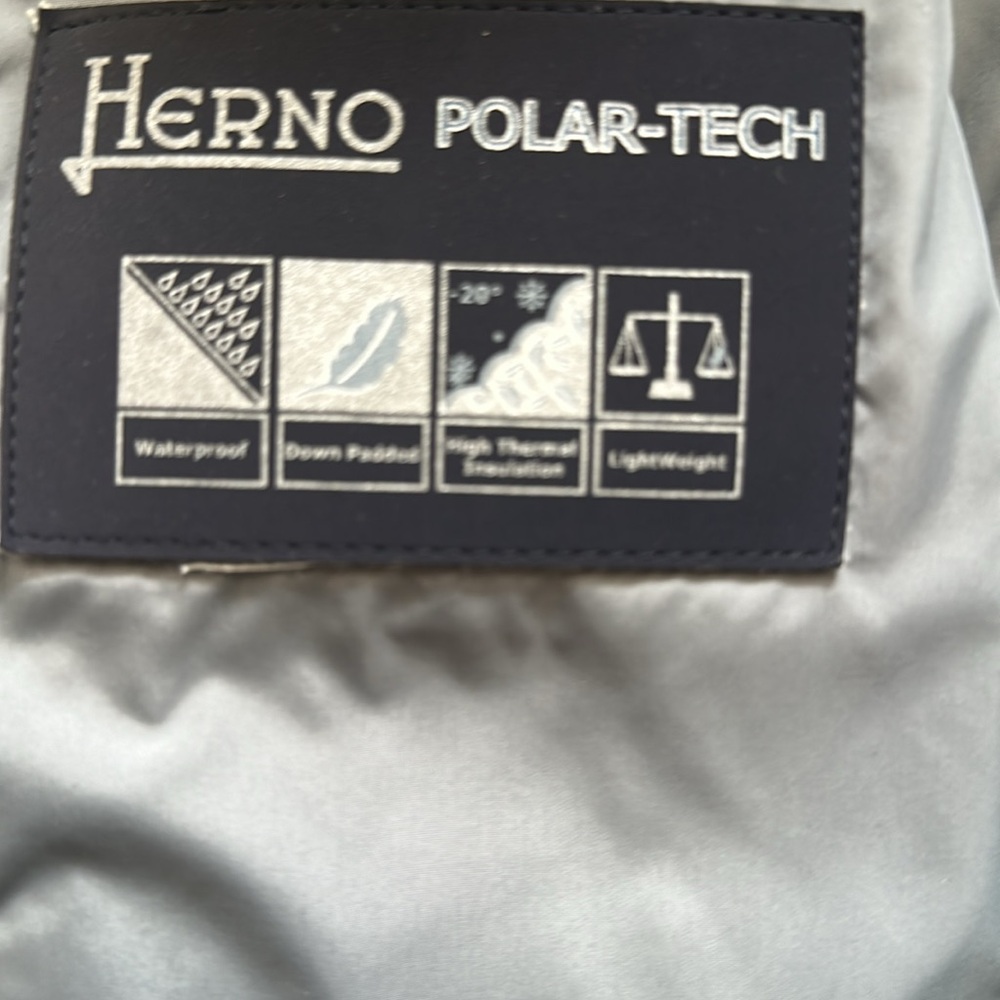 HERNO POLAR-TECH
-20°
Waterproof
Down Padded
High Thermal
Insulation
LightWeight